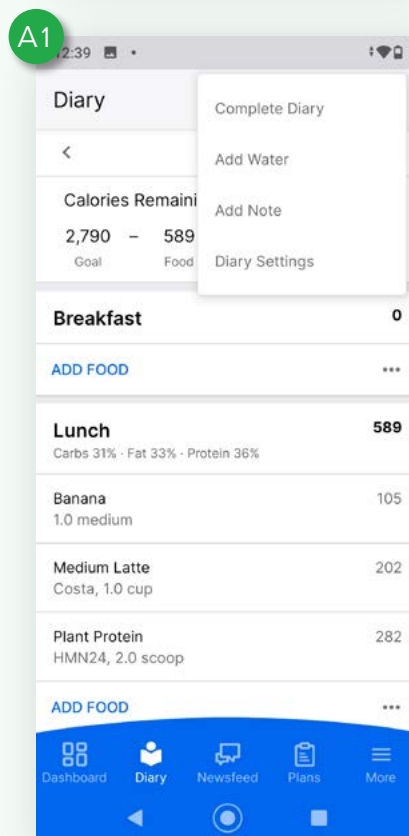 A1
12:39
Diary
Complete Diary
Add Water
Add Note
Diary Settings
Calories Remaini
2,790 – 589
Goal Food
Breakfast 0
ADD FOOD
Lunch 589
Carbs 31% · Fat 33% · Protein 36%
Banana 105
1.0 medium
Medium Latte 202
Costa, 1.0 cup
Plant Protein 282
HMN24, 2.0 scoop
ADD FOOD
Dashboard Diary Newsfeed Plans More